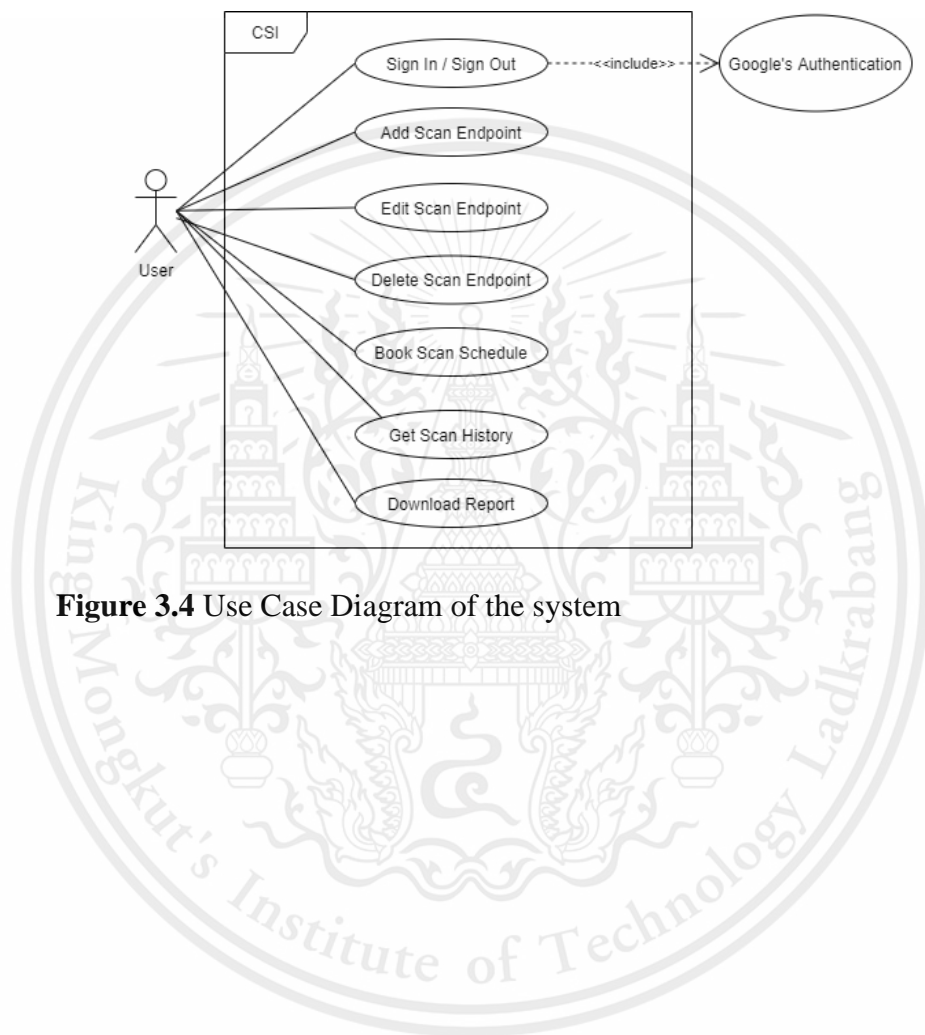 CSI
Sign In / Sign Out
<<include>>
Google's Authentication
Add Scan Endpoint
Edit Scan Endpoint
User
Delete Scan Endpoint
Book Scan Schedule
Get Scan History
Download Report
Figure 3.4 Use Case Diagram of the system
King Mongkut's Institute of Technology Ladkrabang